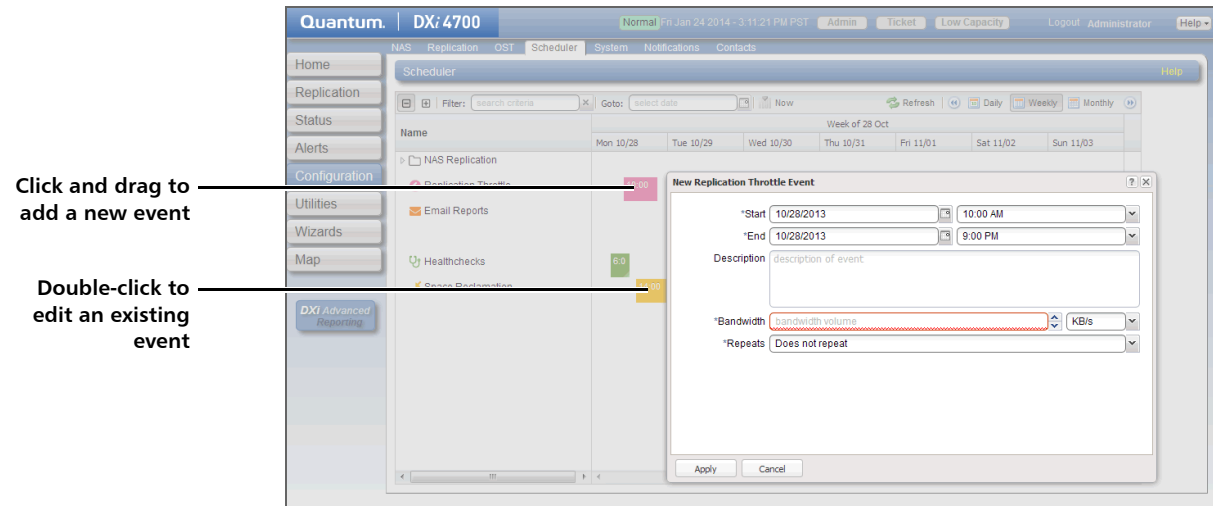 Quantum. DXi 4700 Normal Fri Jan 24 2014 - 3:11:21 PM PST Admin Ticket Low Capacity Logout Administrator Help
NAS Replication OST Scheduler System Notifications Contacts
Home
Replication
Status
Alerts
Configuration
Utilities
Wizards
Map
DXi Advanced
Reporting
Scheduler Help
Filter: search criteria Goto: select date Now Refresh Daily Weekly Monthly
Name
Week of 28 Oct
Mon 10/28 Tue 10/29 Wed 10/30 Thu 10/31 Fri 11/01 Sat 11/02 Sun 11/03
NAS Replication
Replication Throttle
Email Reports
Healthchecks 6:0
Space Reclamation
Click and drag to
add a new event
Double-click to
edit an existing
event
New Replication Throttle Event
*Start 10/28/2013 10:00 AM
*End 10/28/2013 9:00 PM
Description description of event
*Bandwidth bandwidth volume KB/s
*Repeats Does not repeat
Apply Cancel